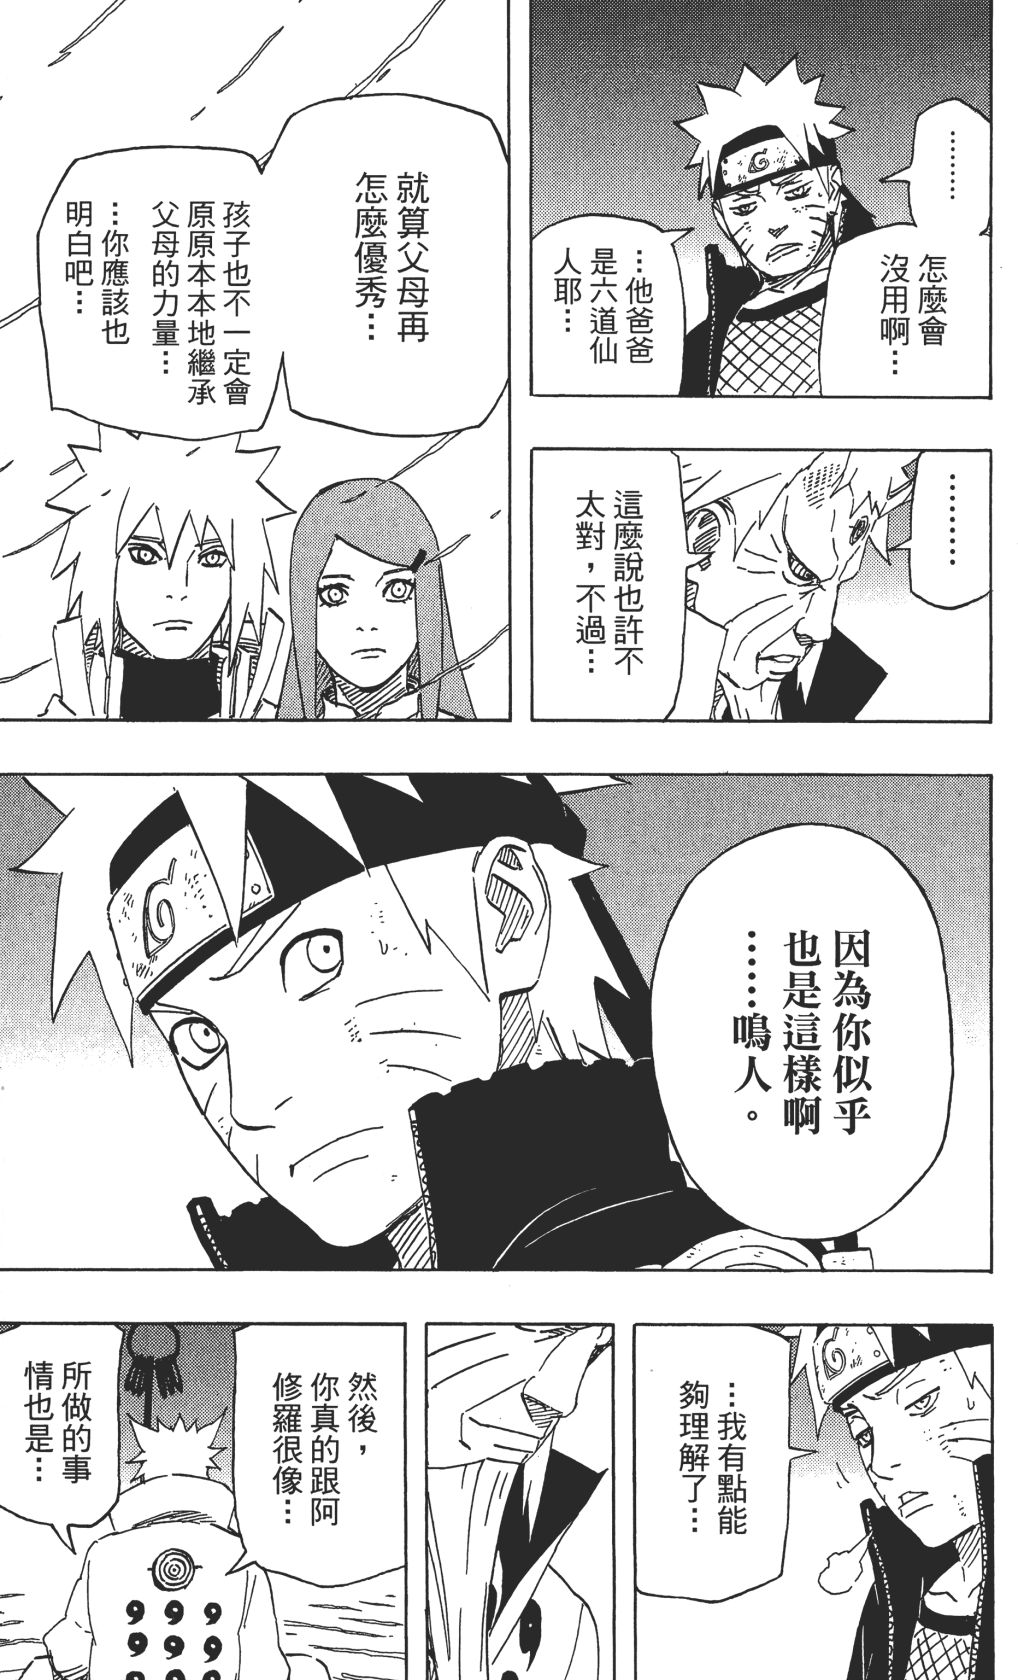 ………
怎麼會
沒用啊…
…他爸爸
是六道仙
人耶…
………
這麼說也許不
太對，不過…
就算父母再
怎麼優秀…
孩子也不一定會
原原本本地繼承
父母的力量…
…你應該也
明白吧…
因為你似乎
也是這樣啊
……鳴人。
…我有點能
夠理解了…
然後，
你真的跟阿
修羅很像…
所做的事
情也是…